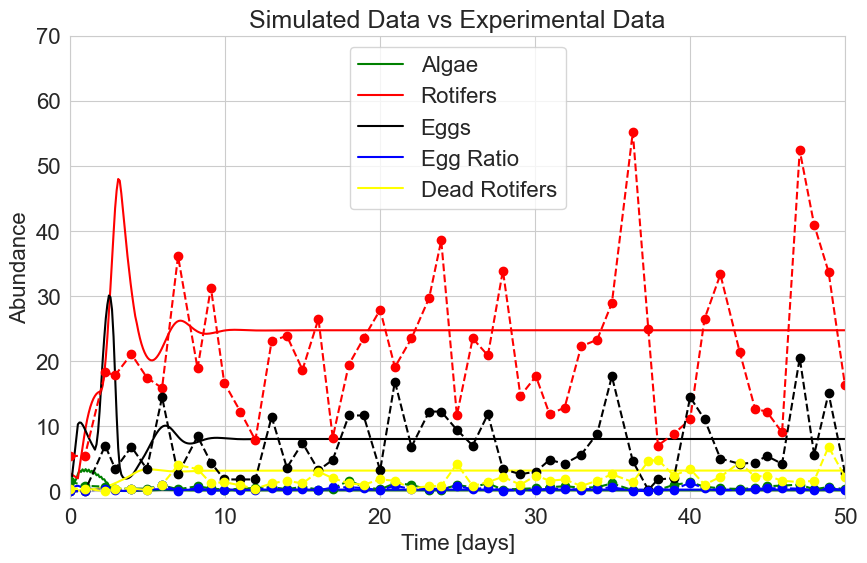 Simulated Data vs Experimental Data
70
60
50
40
30
20
10
0
Abundance
Algae
Rotifers
Eggs
Egg Ratio
Dead Rotifers
0 10 20 30 40 50
Time [days]